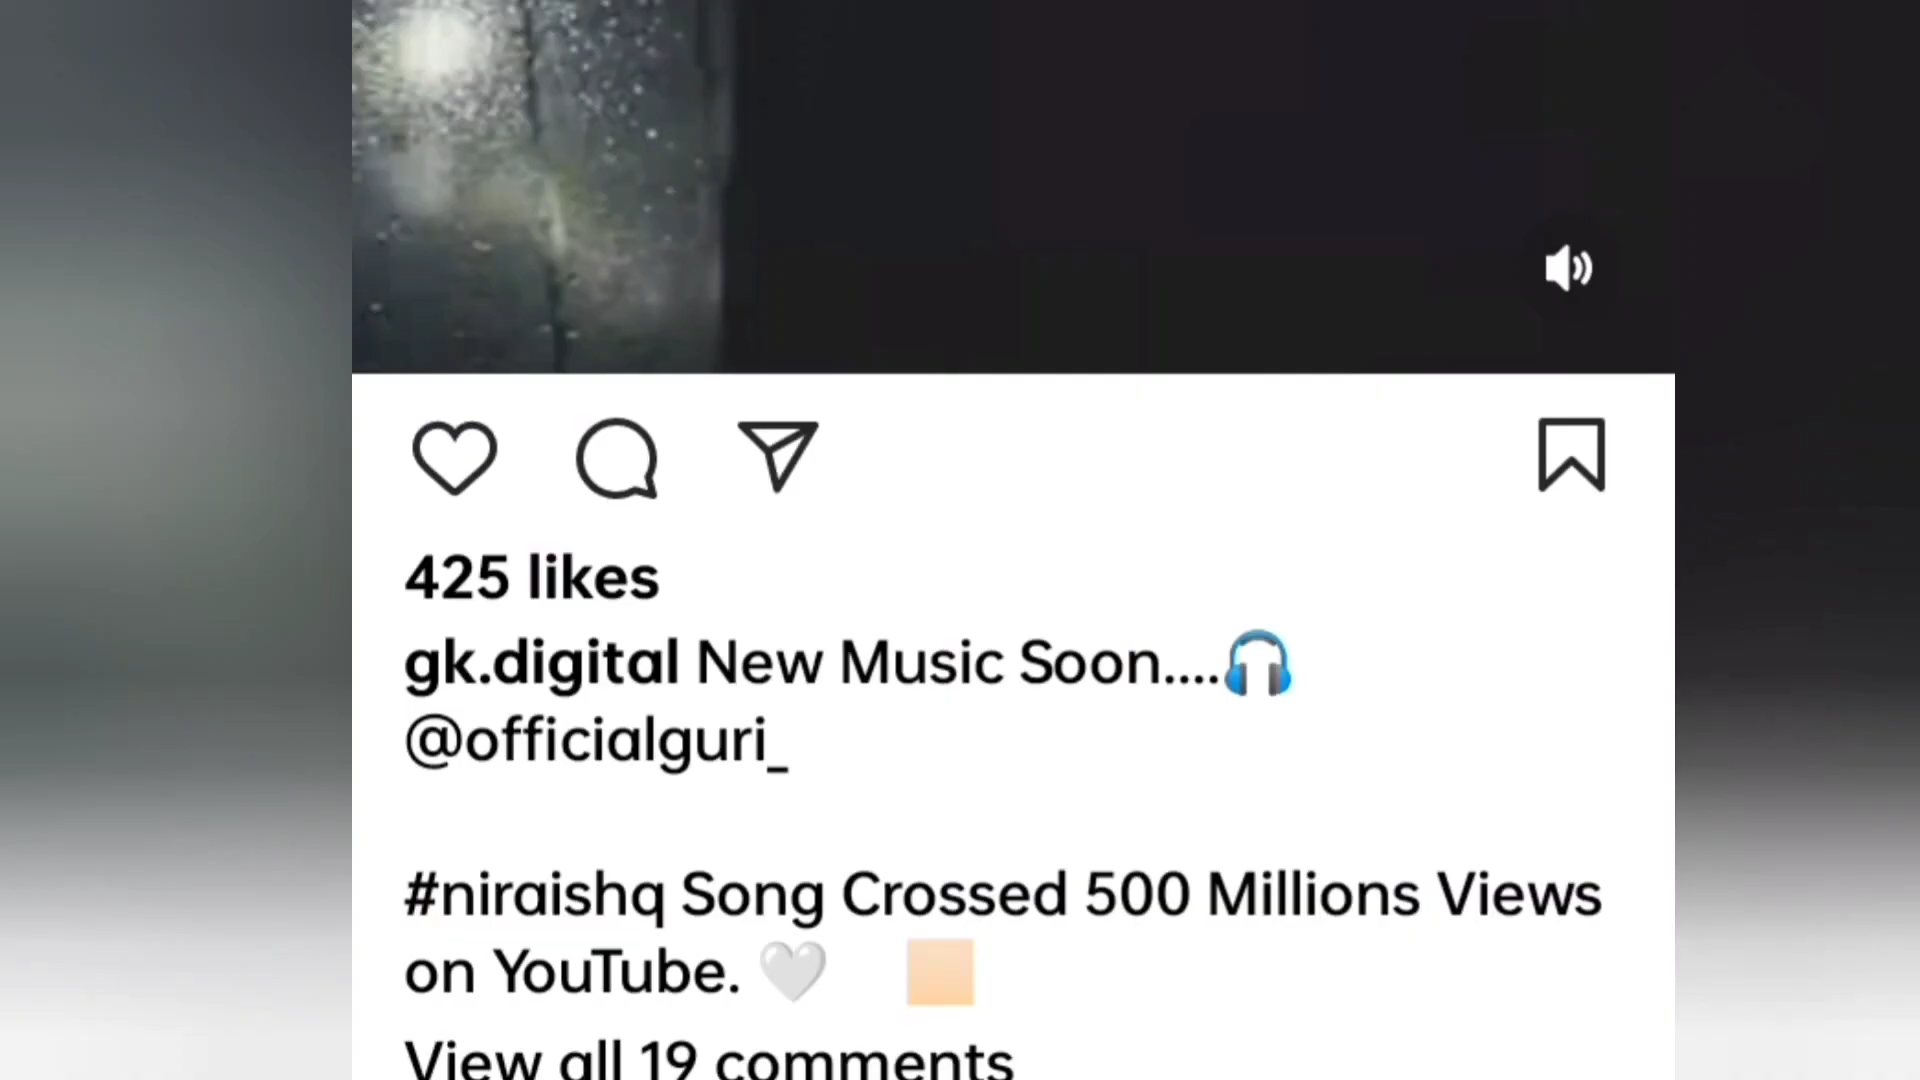 425 likes
gk.digital New Music Soon....🎧
@officialguri_
#niraishq Song Crossed 500 Millions Views
on YouTube. 🤍
View all 19 comments